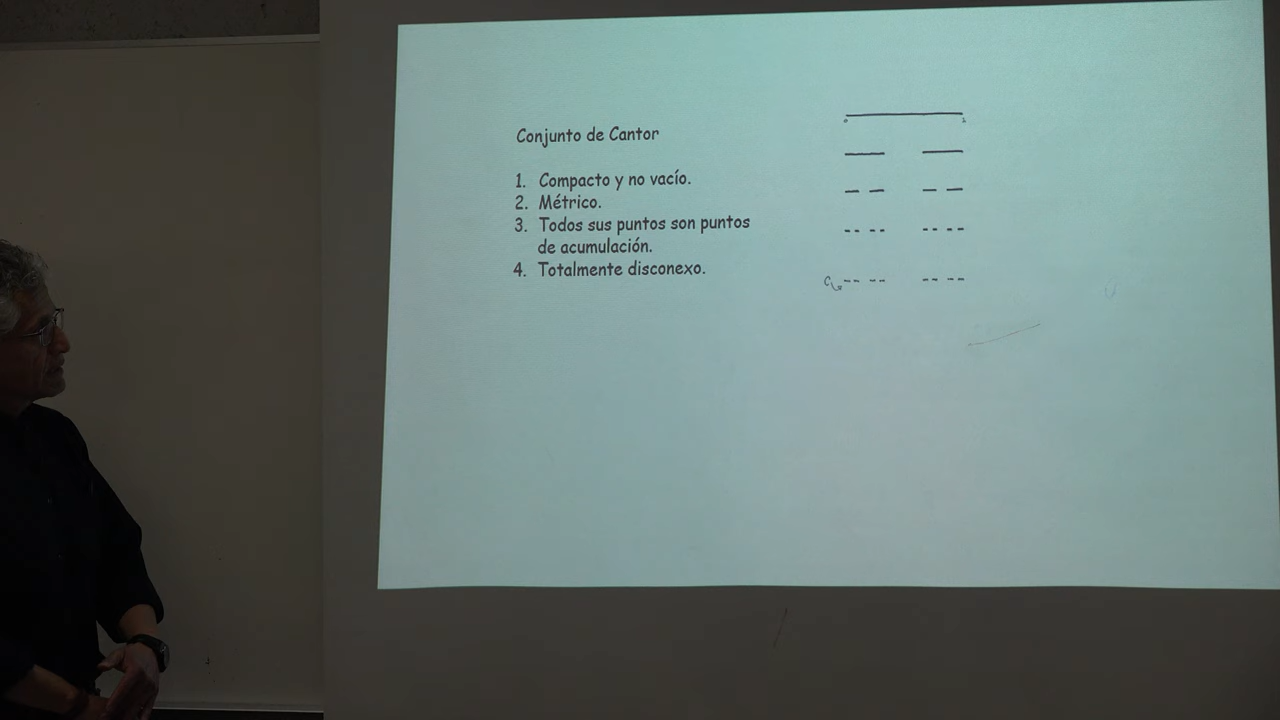 Conjunto de Cantor
1. Compacto y no vacío.
2. Métrico.
3. Todos sus puntos son puntos
de acumulación.
4. Totalmente disconexo.